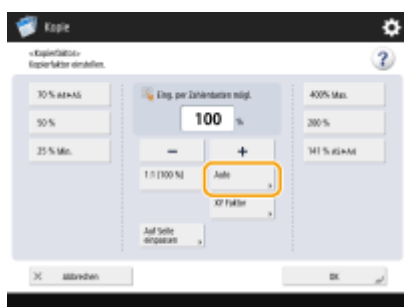 Kopie
<Kopierfaktor>
Kopierfaktor einstellen.
?
70 % A4►A5
Eing. per Zahlentasten mögl.
400% Max.
50 %
100 %
200 %
25 % Min.
−
+
141 % A5►A4
1:1 (100 %)
Auto
XY Faktor
Auf Seite
einpassen
× Abbrechen
OK